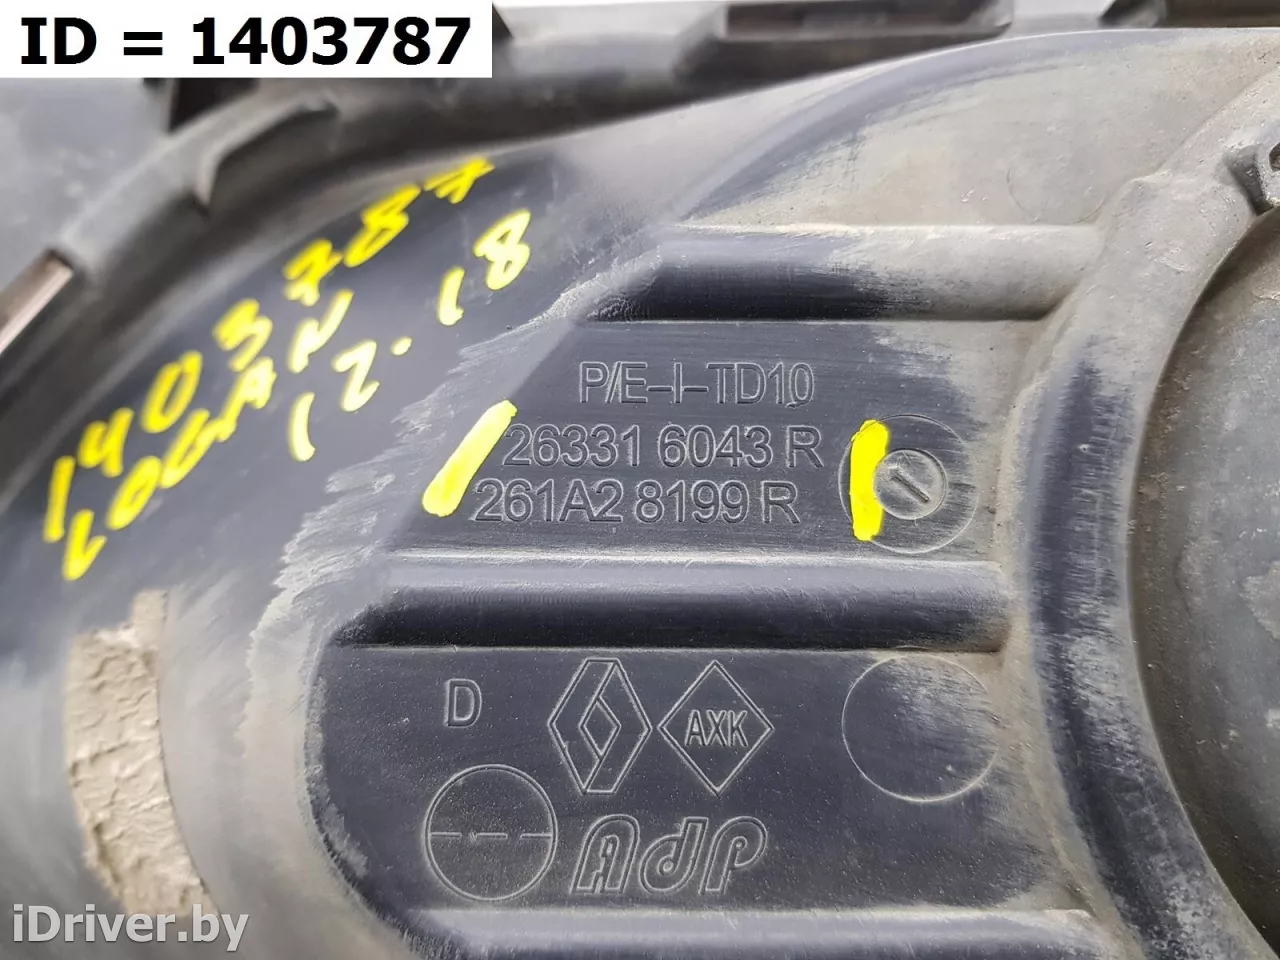 ID = 1403787
1403787
LOGAN
12.18
P/E-I-TD10
26331 6043 R
261A2 8199 R
D
AXK
AdP
iDriver.by